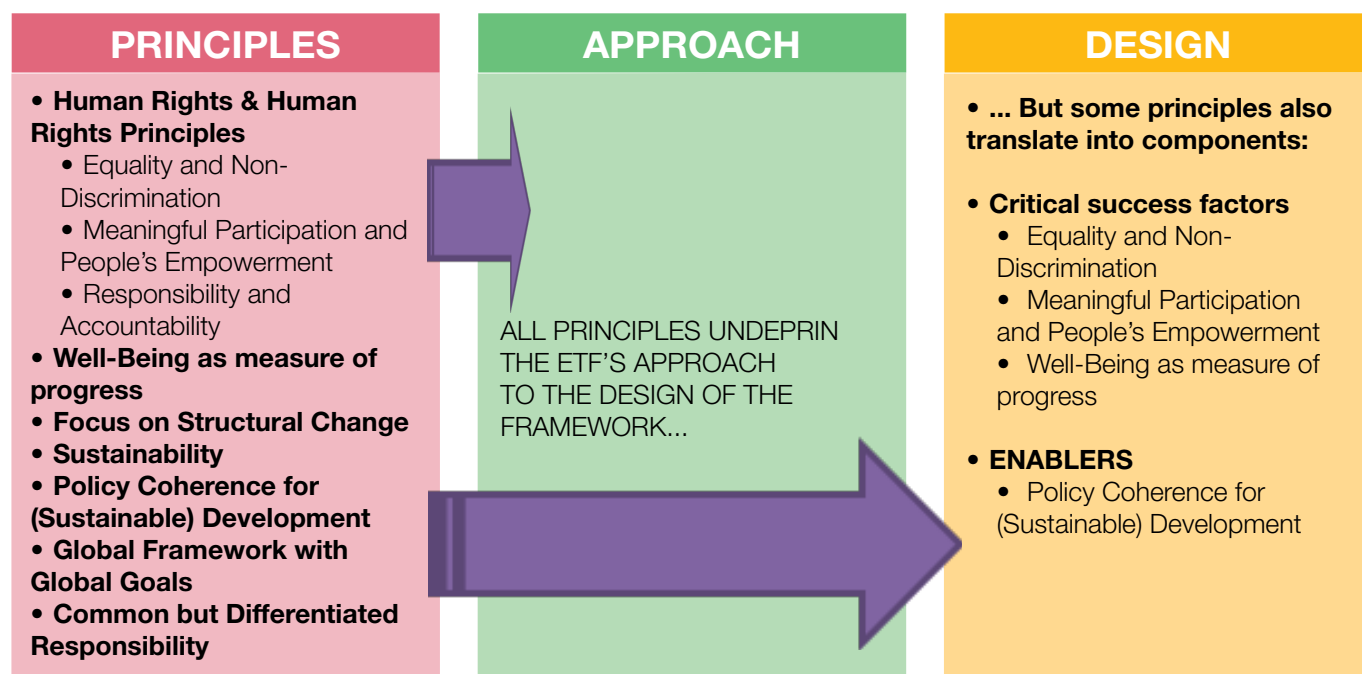 PRINCIPLES
• Human Rights & Human
Rights Principles
• Equality and Non-
Discrimination
• Meaningful Participation and
People’s Empowerment
• Responsibility and
Accountability
• Well-Being as measure of
progress
• Focus on Structural Change
• Sustainability
• Policy Coherence for
(Sustainable) Development
• Global Framework with
Global Goals
• Common but Differentiated
Responsibility
APPROACH
ALL PRINCIPLES UNDEPRIN
THE ETF’S APPROACH
TO THE DESIGN OF THE
FRAMEWORK...
DESIGN
• ... But some principles also
translate into components:
• Critical success factors
• Equality and Non-
Discrimination
• Meaningful Participation
and People’s Empowerment
• Well-Being as measure of
progress
• ENABLERS
• Policy Coherence for
(Sustainable) Development